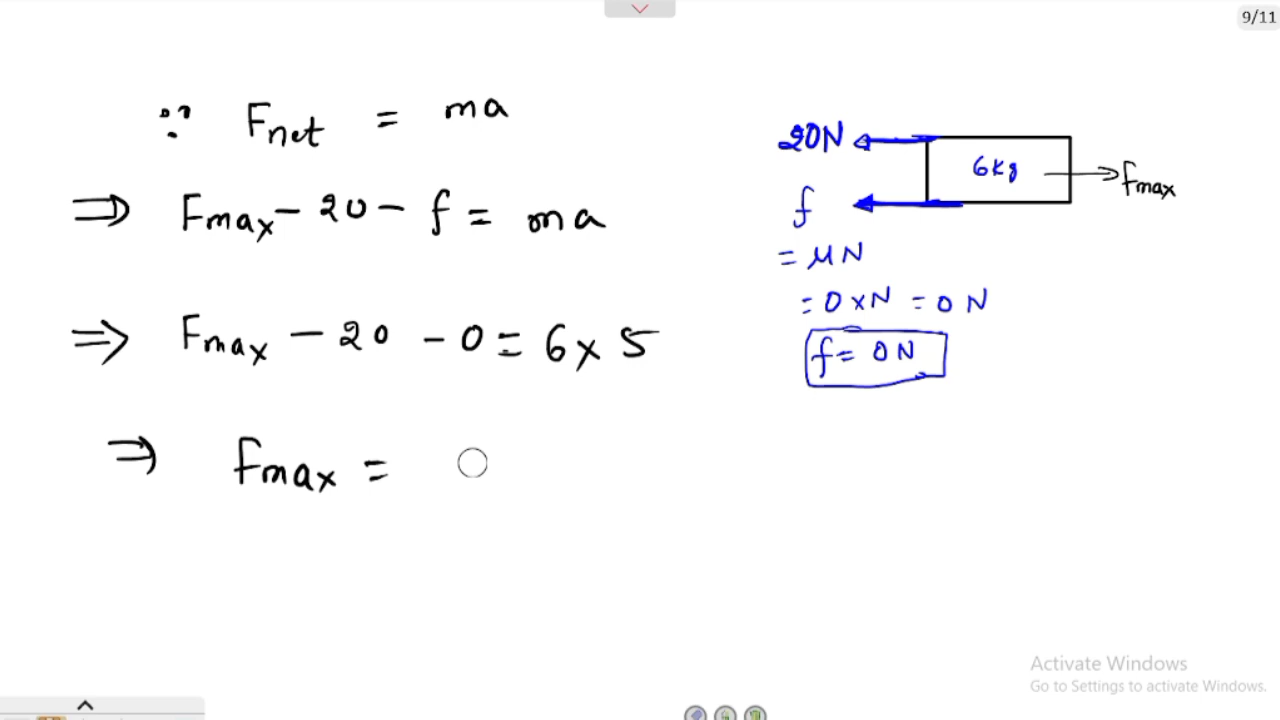 9/11
∵ Fnet = ma
⇒ Fmax - 20 - f = ma
⇒ Fmax - 20 - 0 = 6 x 5
⇒ Fmax =
20N
6kg
Fmax
f
= μN
= 0 x N = 0 N
f = 0 N
Activate Windows
Go to Settings to activate Windows.